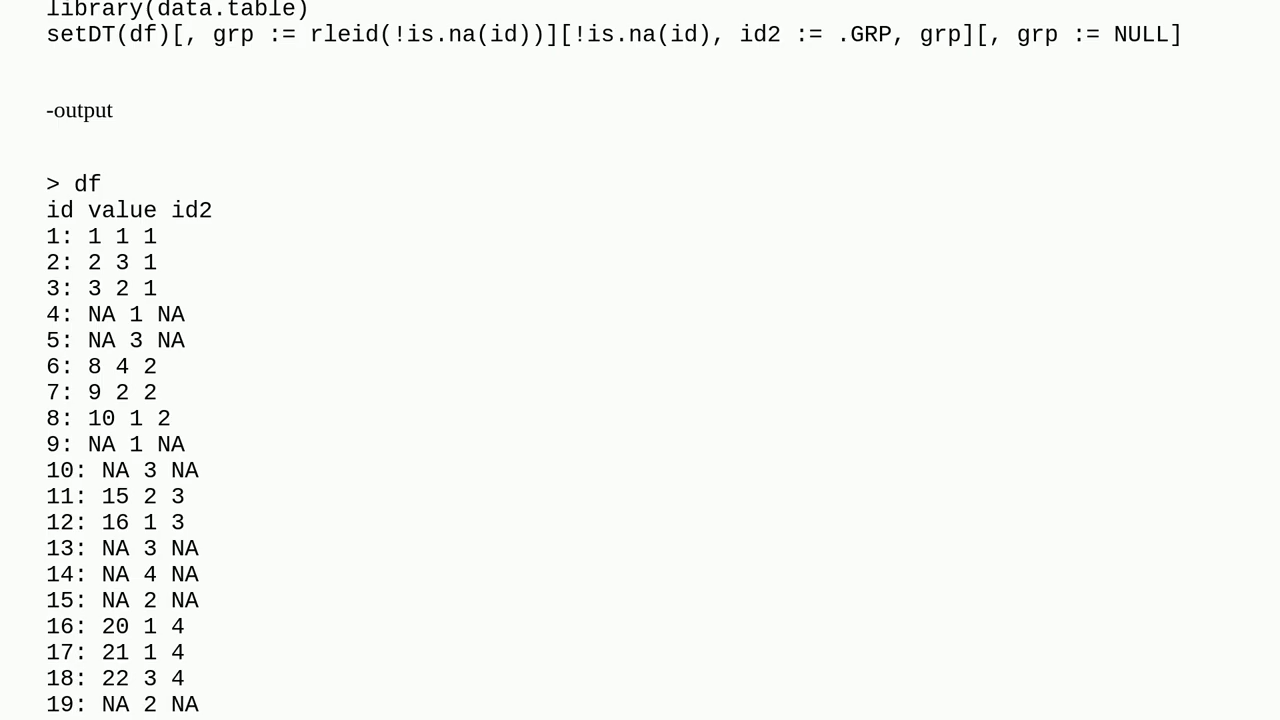 library(data.table)
setDT(df)[, grp := rleid(!is.na(id))][!is.na(id), id2 := .GRP, grp][, grp := NULL]
-output
> df
id value id2
1: 1 1 1
2: 2 3 1
3: 3 2 1
4: NA 1 NA
5: NA 3 NA
6: 8 4 2
7: 9 2 2
8: 10 1 2
9: NA 1 NA
10: NA 3 NA
11: 15 2 3
12: 16 1 3
13: NA 3 NA
14: NA 4 NA
15: NA 2 NA
16: 20 1 4
17: 21 1 4
18: 22 3 4
19: NA 2 NA